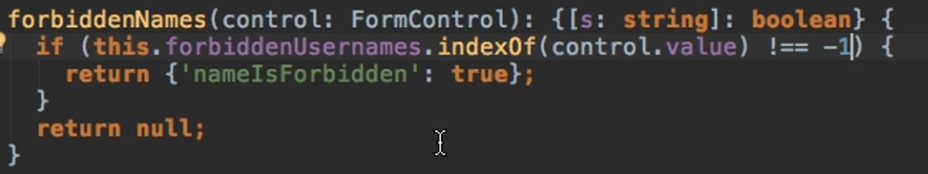 forbiddenNames(control: FormControl): {[s: string]: boolean} {
if (this.forbiddenUsernames.indexOf(control.value) !== -1) {
return {'nameIsForbidden': true};
}
return null;
}